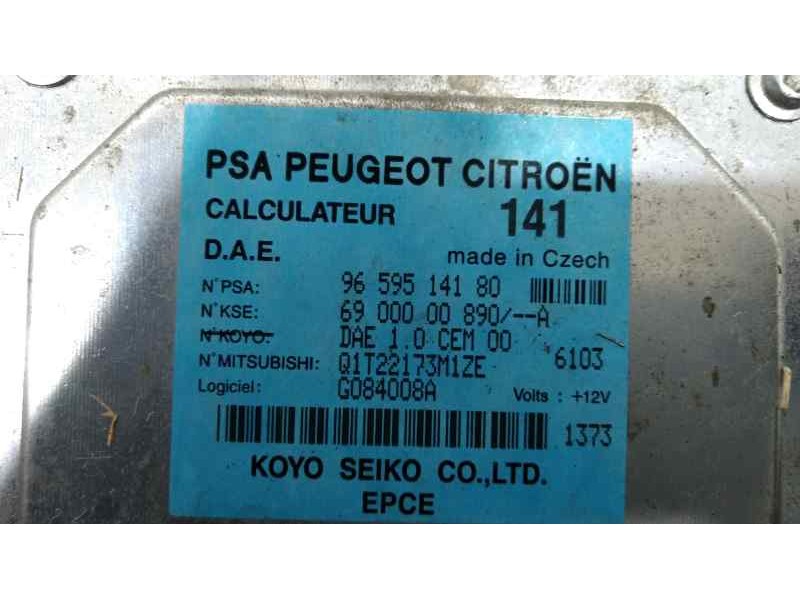 PSA PEUGEOT CITROËN
CALCULATEUR 141
D.A.E. made in Czech
N°PSA: 96 595 141 80
N°KSE: 69 000 00 890/--A
N°KOYO: DAE 1.0 CEM 00
N°MITSUBISHI: Q1T22173M1ZE 6103
Logiciel: G084008A Volts : +12V
1373
KOYO SEIKO CO.,LTD.
EPCE